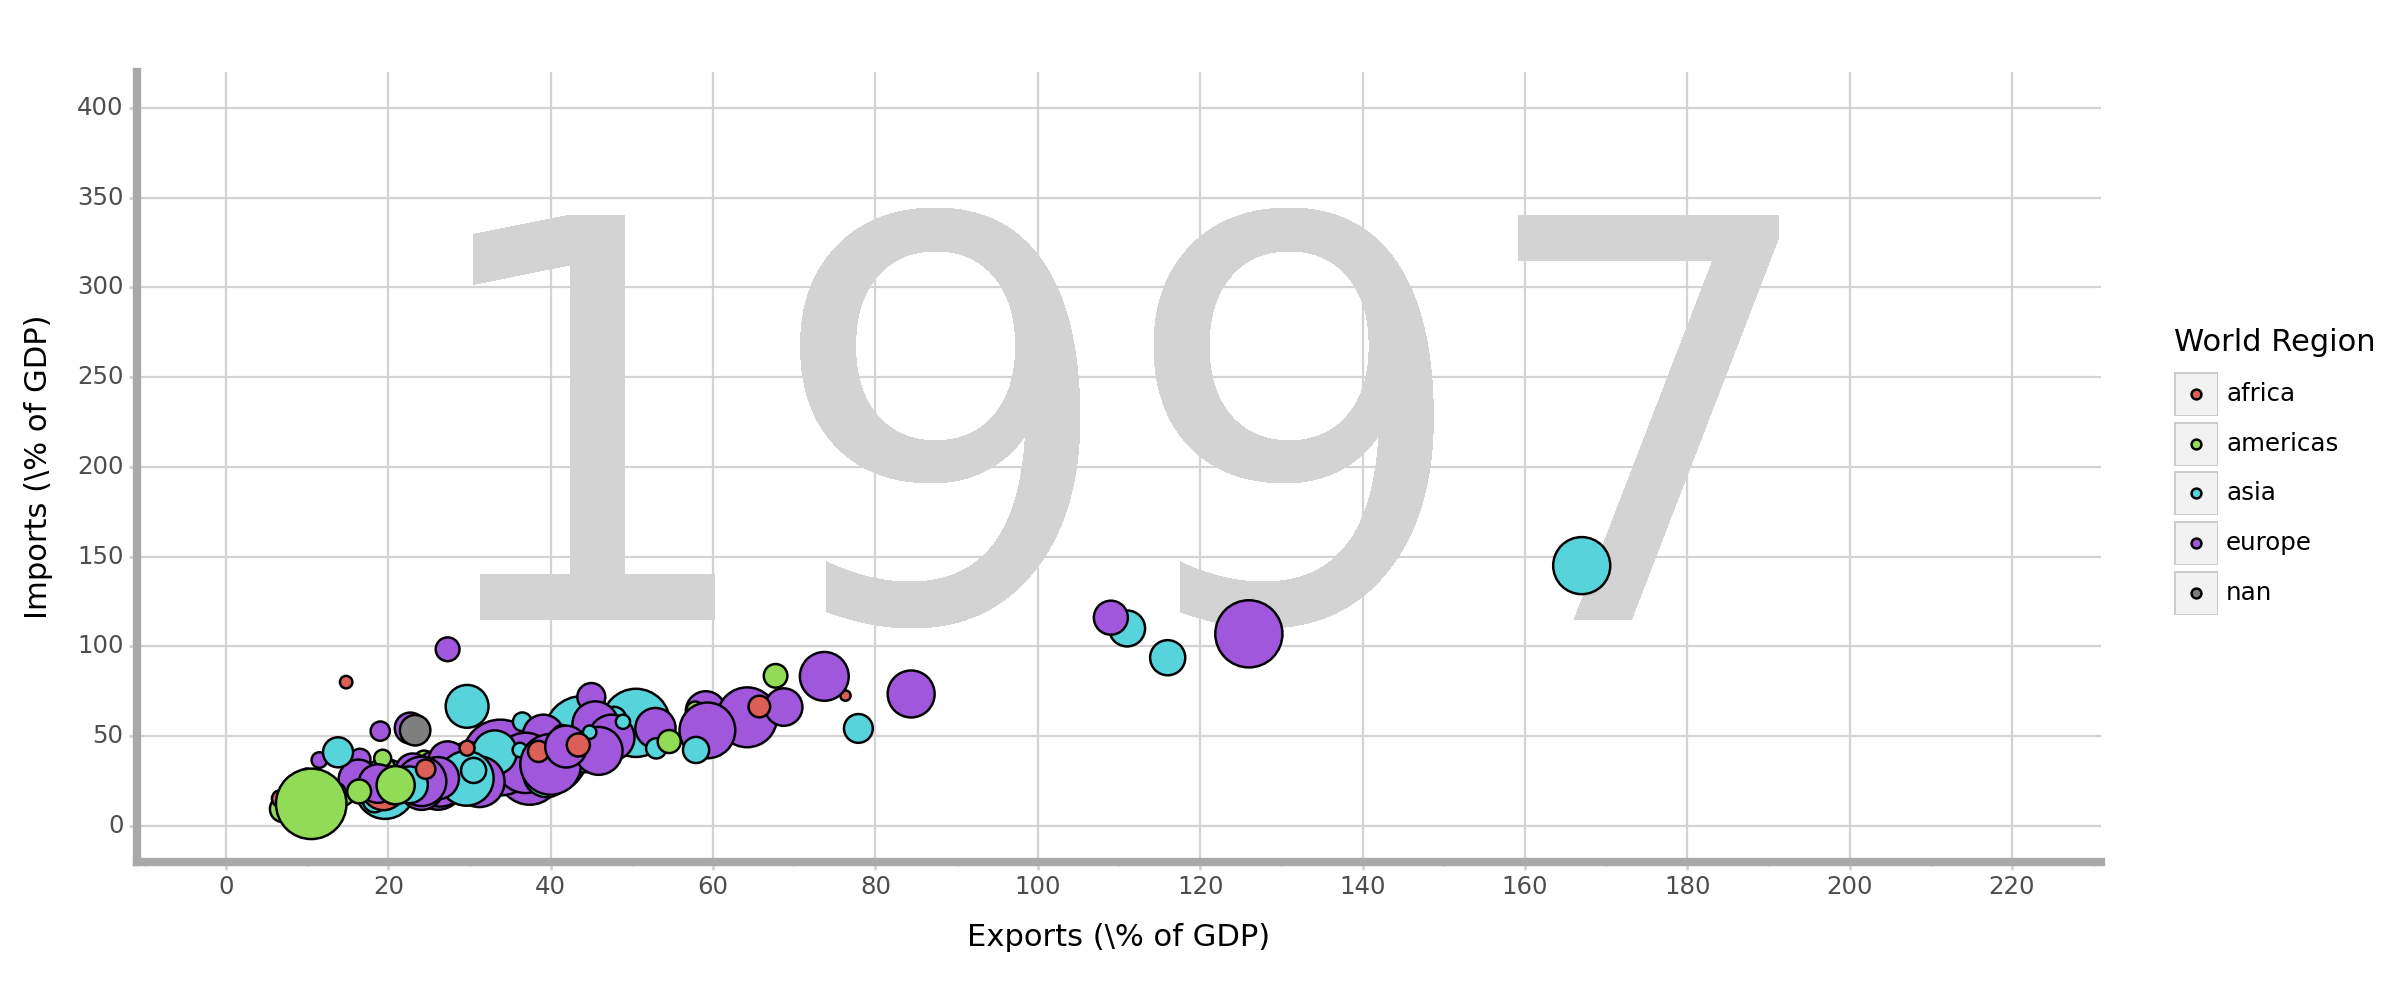 1997
400
350
300
250
200
150
100
50
0
Imports (\% of GDP)
0 20 40 60 80 100 120 140 160 180 200 220
Exports (\% of GDP)
World Region
africa
americas
asia
europe
nan